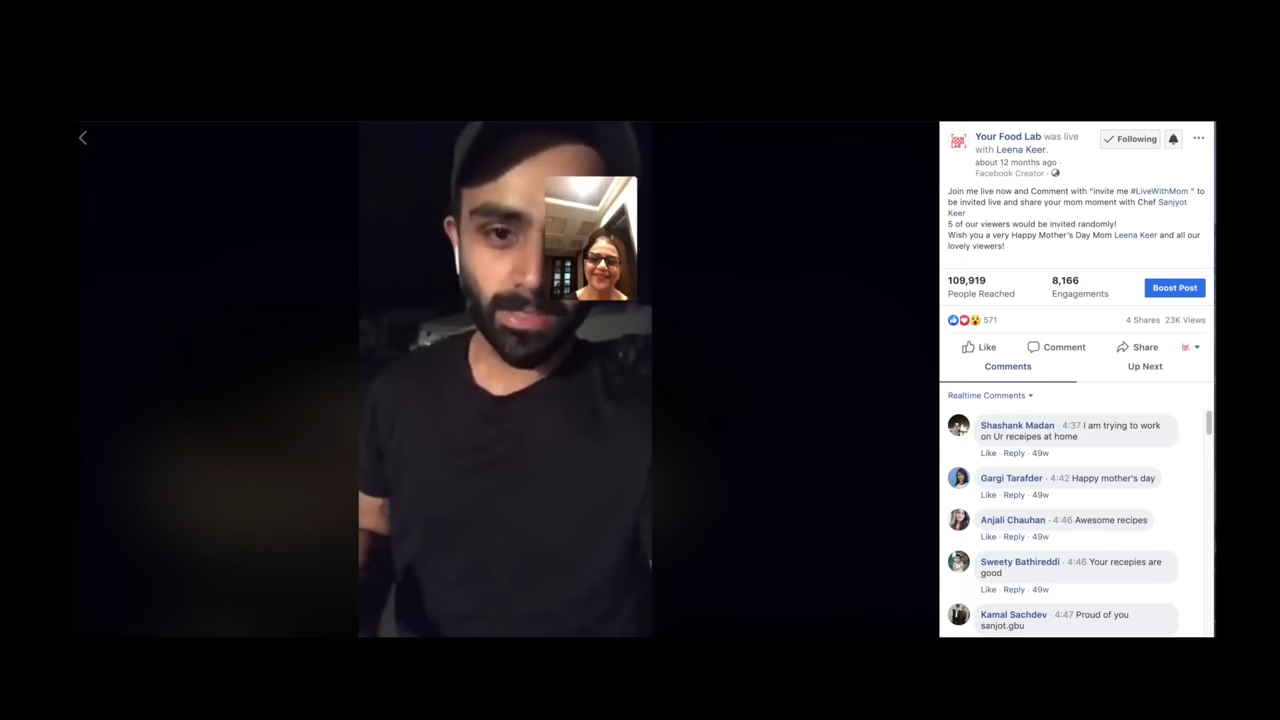 YOUR
FOOD
LAB
Your Food Lab was live
with Leena Keer.
about 12 months ago ·
Facebook Creator ·
Following
Join me live now and Comment with "invite me #LiveWithMom " to
be invited live and share your mom moment with Chef Sanjyot
Keer
5 of our viewers would be invited randomly!
Wish you a very Happy Mother's Day Mom Leena Keer and all our
lovely viewers!
109,919
People Reached
8,166
Engagements
Boost Post
571
4 Shares 23K Views
Like
Comment
Share
Comments
Up Next
Realtime Comments
Shashank Madan · 4:37 I am trying to work
on Ur receipes at home
Like · Reply · 49w
Gargi Tarafder · 4:42 Happy mother's day
Like · Reply · 49w
Anjali Chauhan · 4:46 Awesome recipes
Like · Reply · 49w
Sweety Bathireddi · 4:46 Your recepies are
good
Like · Reply · 49w
Kamal Sachdev · 4:47 Proud of you
sanjot.gbu